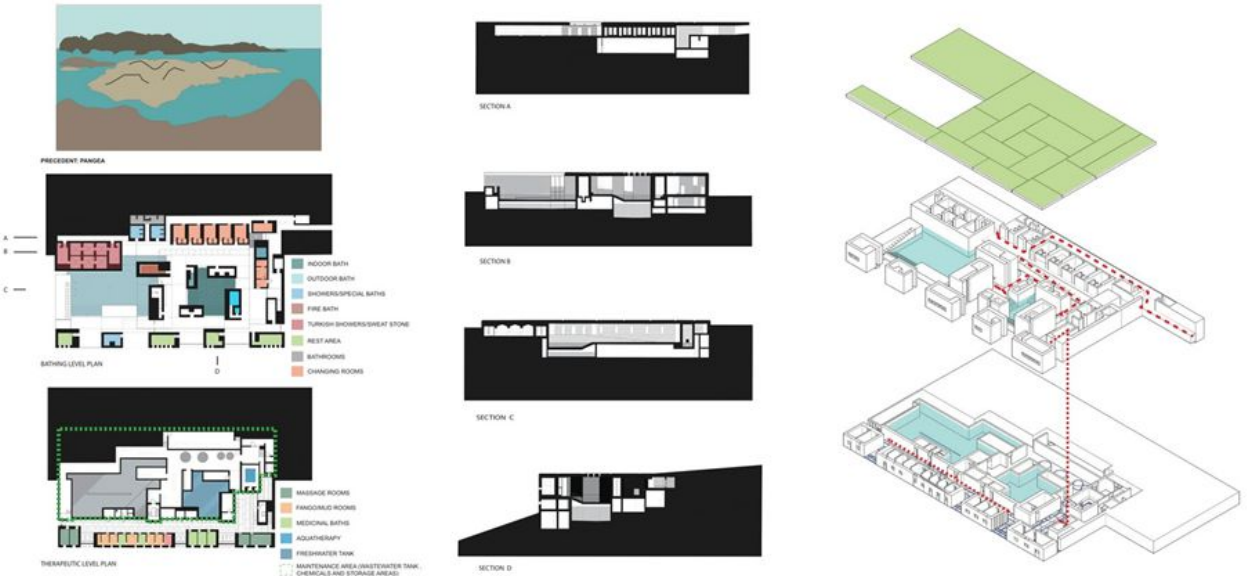 PRECEDENT: PANGEA
A
B
C
INDOOR BATH
OUTDOOR BATH
SHOWERS/SPECIAL BATHS
FIRE BATH
TURKISH SHOWERS/SWEAT STONE
REST AREA
BATHROOMS
CHANGING ROOMS
BATHING LEVEL PLAN
D
MASSAGE ROOMS
FANGO/MUD ROOMS
MEDICINAL BATHS
AQUATHERAPY
FRESHWATER TANK
MAINTENANCE AREA (WASTEWATER TANK,
CHEMICALS AND STORAGE AREAS)
THERAPEUTIC LEVEL PLAN
SECTION A
SECTION B
SECTION C
SECTION D